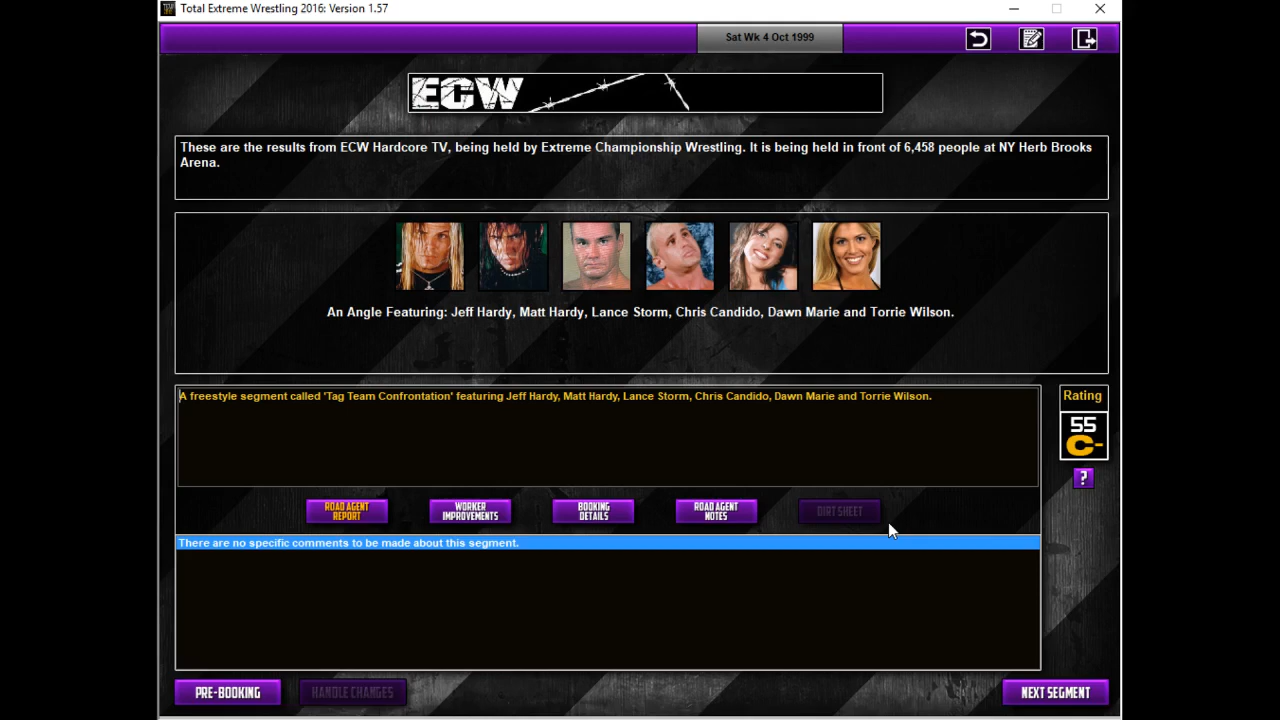 Total Extreme Wrestling 2016: Version 1.57
Sat Wk 4 Oct 1999
ECW
These are the results from ECW Hardcore TV, being held by Extreme Championship Wrestling. It is being held in front of 6,458 people at NY Herb Brooks
Arena.
An Angle Featuring: Jeff Hardy, Matt Hardy, Lance Storm, Chris Candido, Dawn Marie and Torrie Wilson.
A freestyle segment called 'Tag Team Confrontation' featuring Jeff Hardy, Matt Hardy, Lance Storm, Chris Candido, Dawn Marie and Torrie Wilson.
Rating
55
C-
?
ROAD AGENT
REPORT
WORKER
IMPROVEMENTS
BOOKING
DETAILS
ROAD AGENT
NOTES
DIRT SHEET
There are no specific comments to be made about this segment.
PRE-BOOKING
HANDLE CHANGES
NEXT SEGMENT